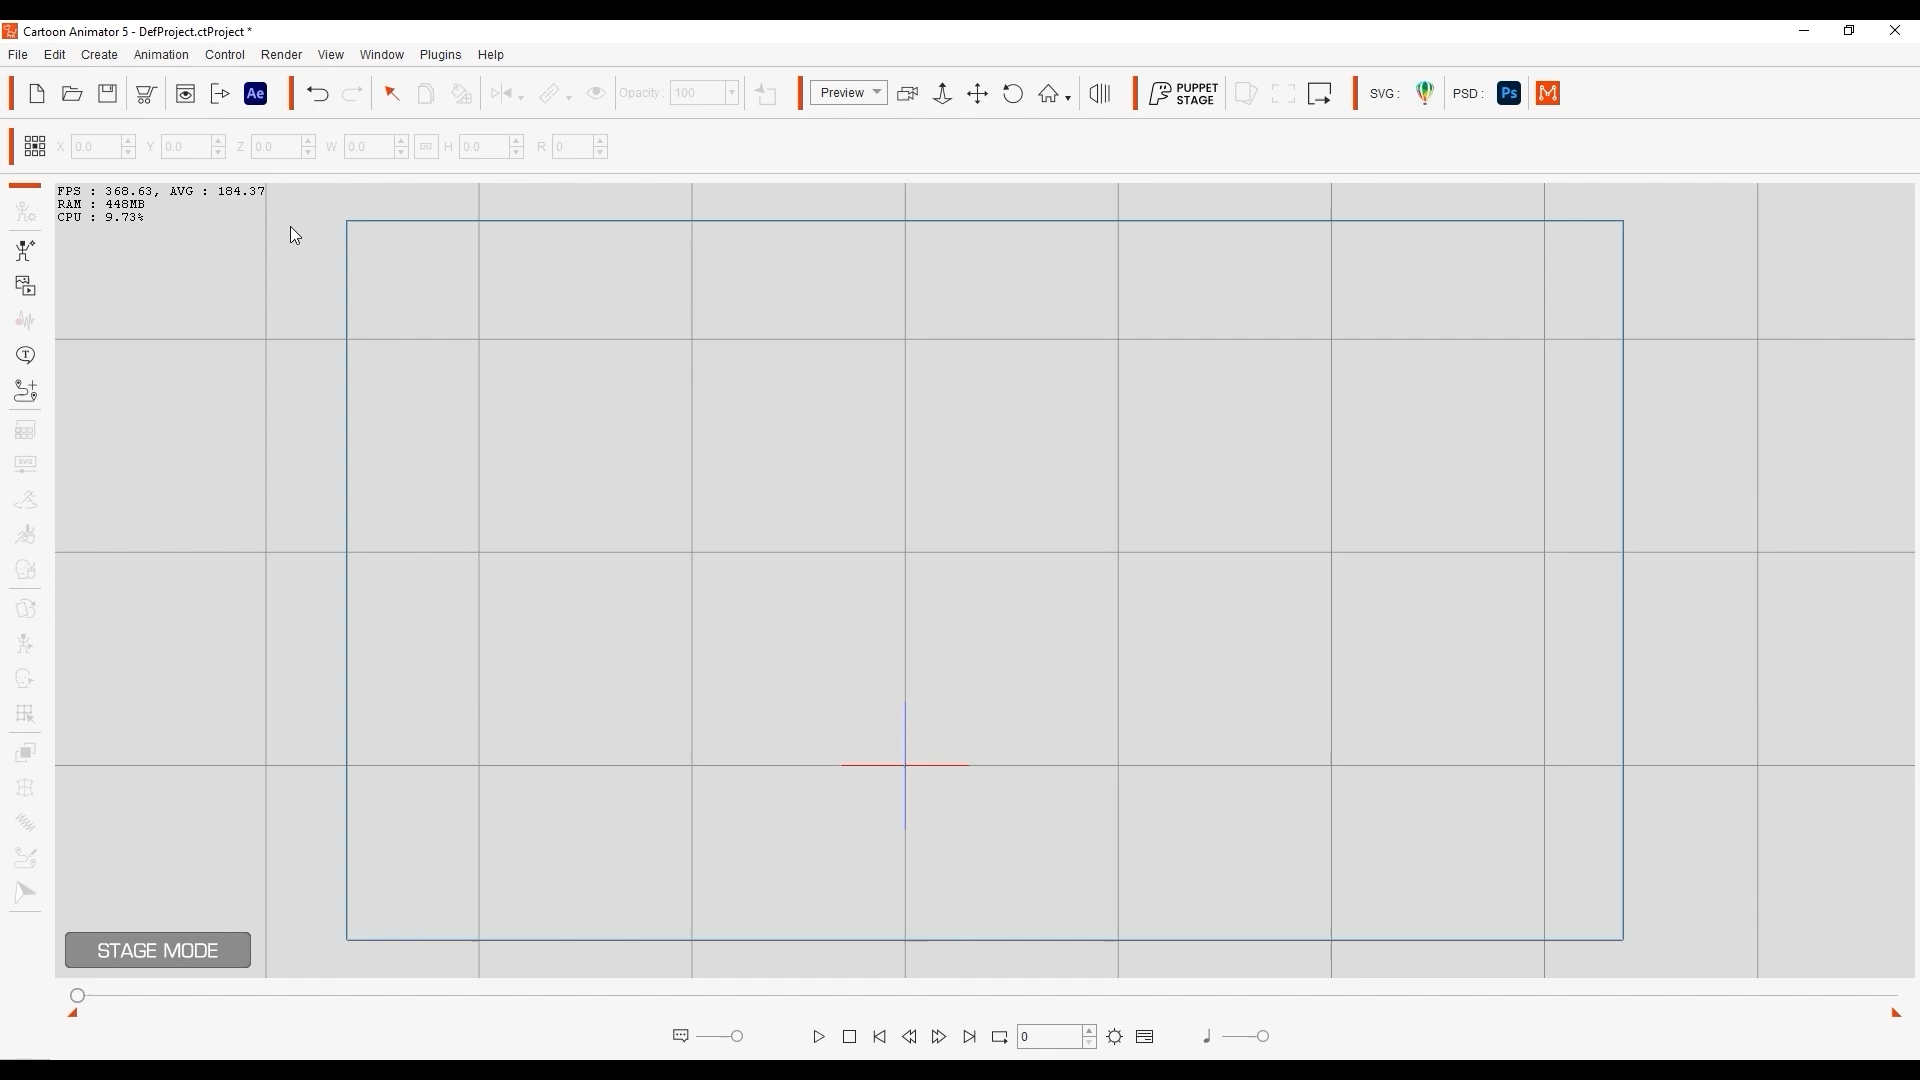 Cartoon Animator 5 - DefProject.ctProject *
File Edit Create Animation Control Render View Window Plugins Help
Ae Opacity : 100 Preview PUPPET STAGE SVG : PSD : Ps
X 0.0 Y 0.0 Z 0.0 W 0.0 H 0.0 R 0
FPS : 368.63, AVG : 184.37
RAM : 448MB
CPU : 9.73%
T
SVG
STAGE MODE
0